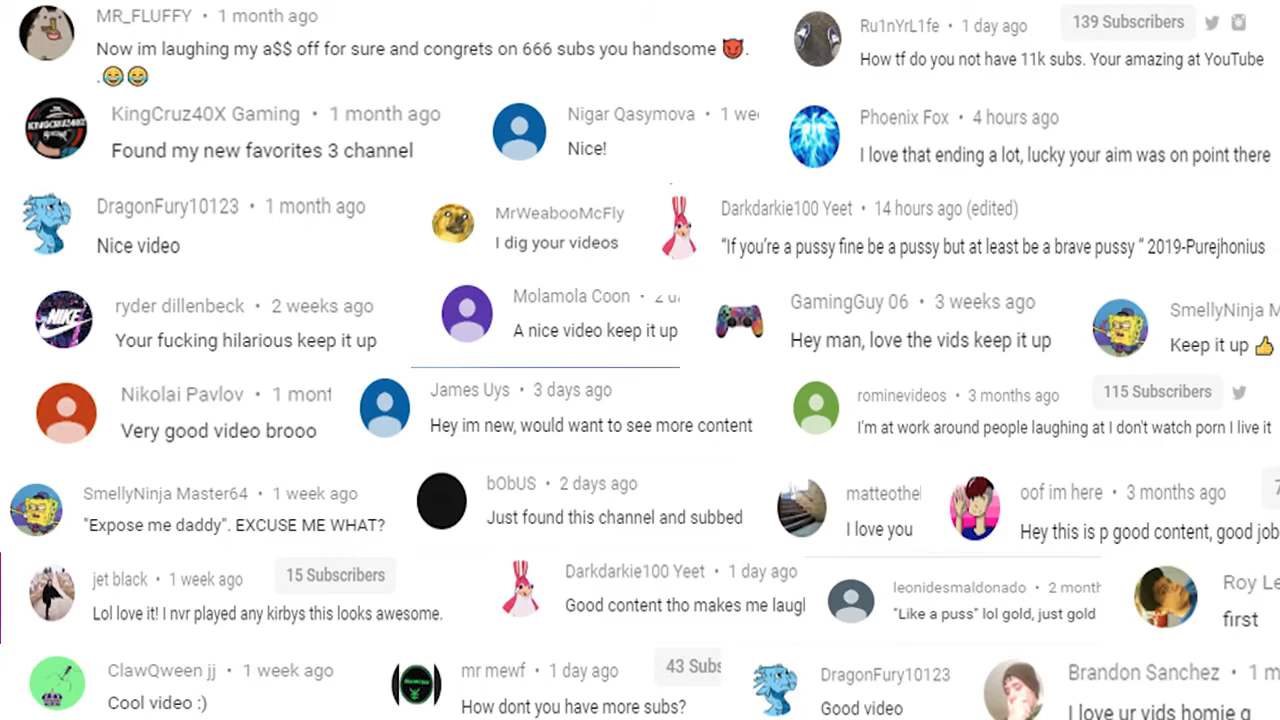 MR_FLUFFY • 1 month ago
Now im laughing my a$$ off for sure and congrets on 666 subs you handsome 😈.
.😂😂
Ru1nYrL1fe • 1 day ago 139 Subscribers
How tf do you not have 11k subs. Your amazing at YouTube
KingCruz40X Gaming • 1 month ago
Found my new favorites 3 channel
Nigar Qasymova • 1 we
Nice!
Phoenix Fox • 4 hours ago
I love that ending a lot, lucky your aim was on point there
DragonFury10123 • 1 month ago
Nice video
MrWeabooMcFly
I dig your videos
Darkdarkie100 Yeet • 14 hours ago (edited)
“If you’re a pussy fine be a pussy but at least be a brave pussy “ 2019-Purejhonius
NIKE
ryder dillenbeck • 2 weeks ago
Your fucking hilarious keep it up
Molamola Coon •
A nice video keep it up
GamingGuy 06 • 3 weeks ago
Hey man, love the vids keep it up
SmellyNinja M
Keep it up 👍
Nikolai Pavlov • 1 mont
Very good video brooo
James Uys • 3 days ago
Hey im new, would want to see more content
rominevideos • 3 months ago 115 Subscribers
I'm at work around people laughing at I don't watch porn I live it
SmellyNinja Master64 • 1 week ago
"Expose me daddy". EXCUSE ME WHAT?
bObUS • 2 days ago
Just found this channel and subbed
matteothe
I love you
oof im here • 3 months ago 7
Hey this is p good content, good job
jet black • 1 week ago 15 Subscribers
Lol love it! I nvr played any kirbys this looks awesome.
Darkdarkie100 Yeet • 1 day ago
Good content tho makes me laugh
leonidesmaldonado • 2 month
"Like a puss" lol gold, just gold
Roy Le
first
ClawQween jj • 1 week ago
Cool video :)
mr mewf • 1 day ago 43 Subs
How dont you have more subs?
DragonFury10123
Good video
Brandon Sanchez • 1 m
I love ur vids homie g